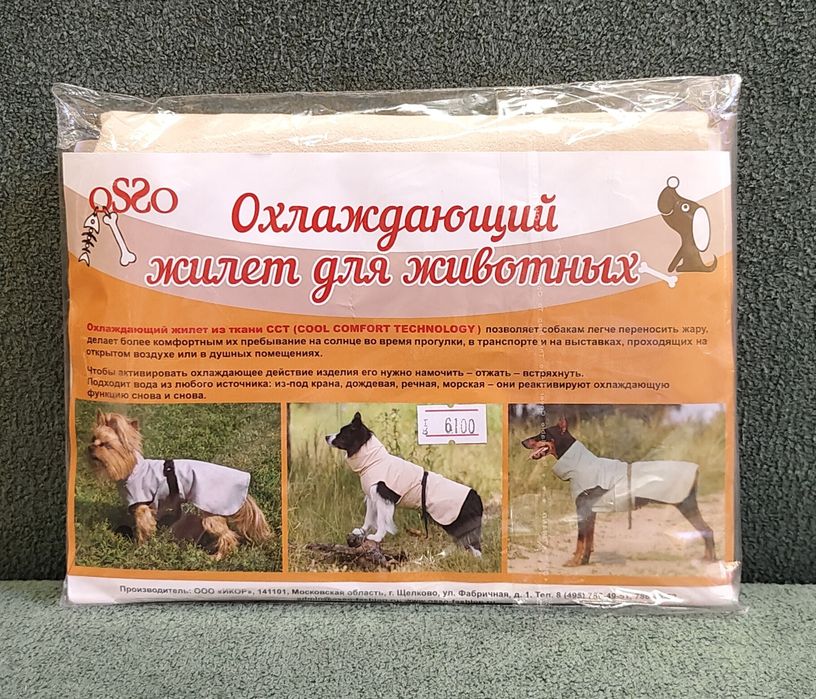 OSSO
Охлаждающий
жилет для животных
Охлаждающий жилет из ткани ССТ (COOL COMFORT TECHNOLOGY) позволяет собакам легче переносить жару,
делает более комфортным их пребывание на солнце во время прогулки, в транспорте и на выставках, проходящих на
открытом воздухе или в душных помещениях.
Чтобы активировать охлаждающее действие изделия его нужно намочить – отжать – встряхнуть.
Подходит вода из любого источника: из-под крана, дождевая, речная, морская – они реактивируют охлаждающую
функцию снова и снова.
6100
Производитель: ООО «ИКОР», 141101, Московская область, г. Щелково, ул. Фабричная, д. 1. Тел. 8 (495)